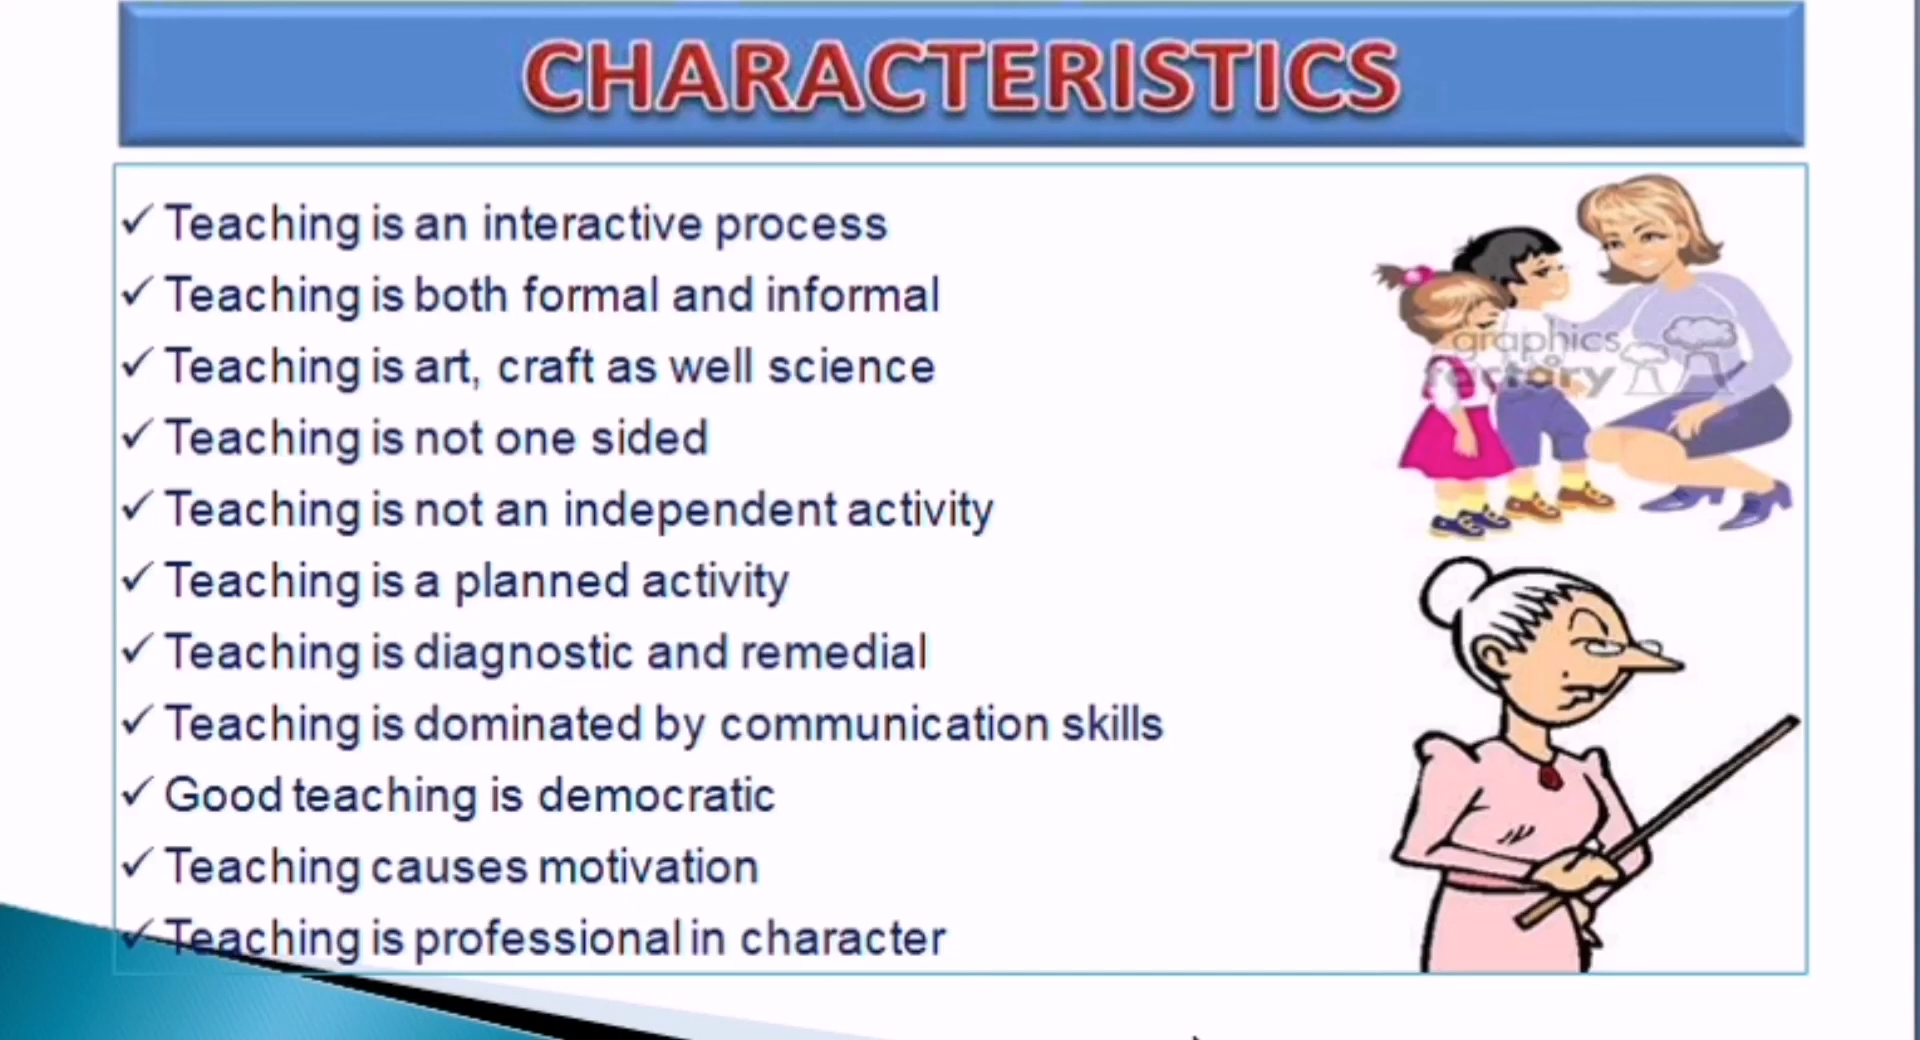 CHARACTERISTICS
✓ Teaching is an interactive process
✓ Teaching is both formal and informal
✓ Teaching is art, craft as well science
✓ Teaching is not one sided
✓ Teaching is not an independent activity
✓ Teaching is a planned activity
✓ Teaching is diagnostic and remedial
✓ Teaching is dominated by communication skills
✓ Good teaching is democratic
✓ Teaching causes motivation
✓ Teaching is professional in character
graphics
factory